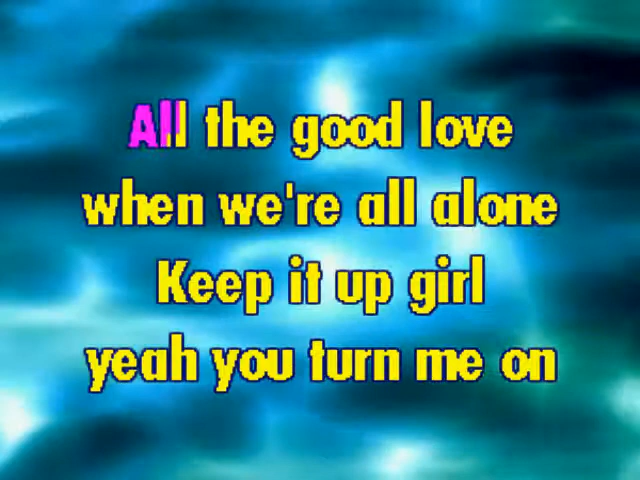 All the good love
when we're all alone
Keep it up girl
yeah you turn me on